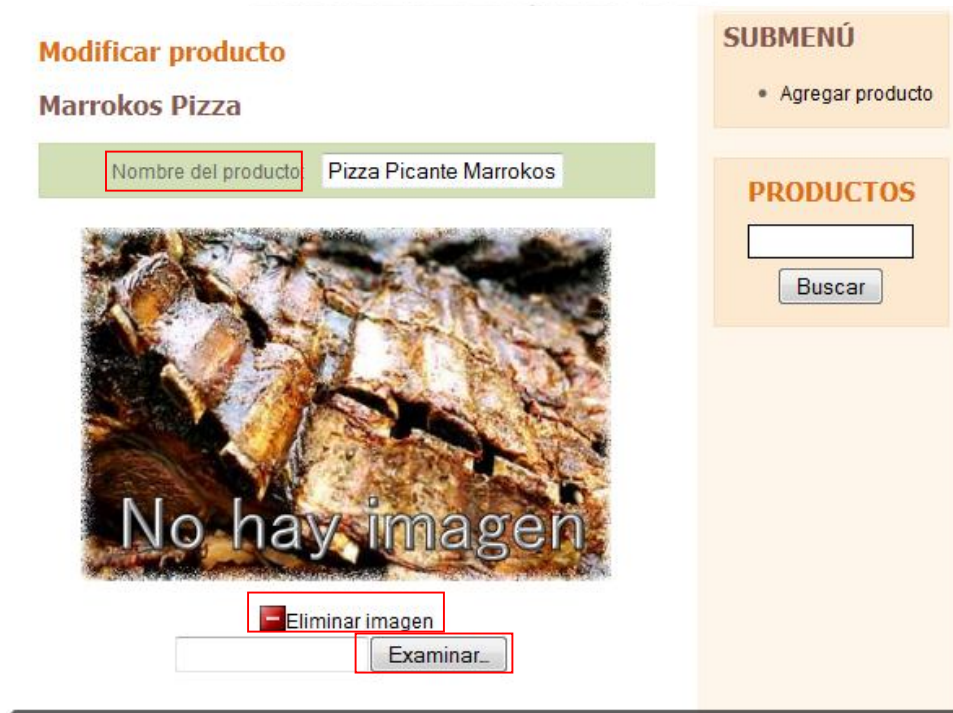 Modificar producto
Marrokos Pizza
Nombre del producto: Pizza Picante Marrokos
No hay imagen
Eliminar imagen
Examinar...
SUBMENÚ
• Agregar producto
PRODUCTOS
Buscar